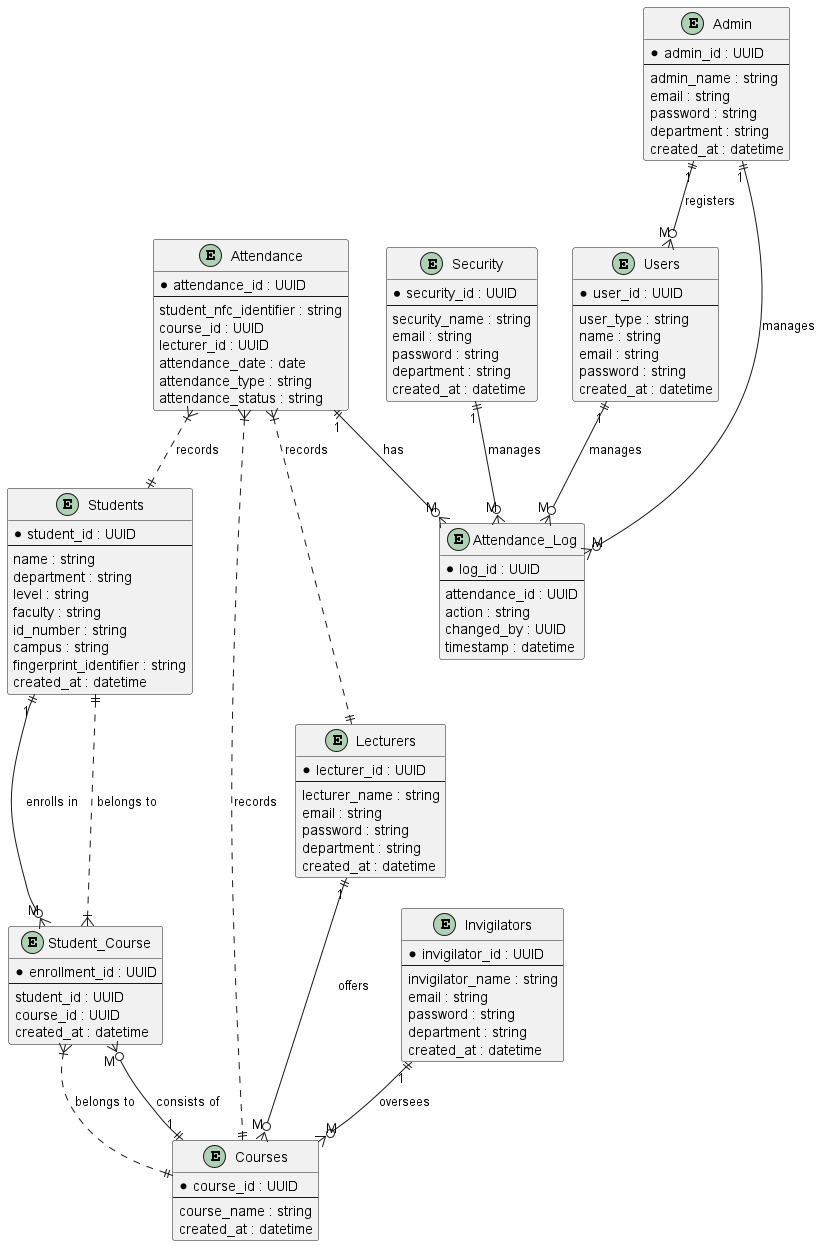 E Admin
* admin_id : UUID
admin_name : string
email : string
password : string
department : string
created_at : datetime
1
1
registers
M
manages
E Attendance
* attendance_id : UUID
student_nfc_identifier : string
course_id : UUID
lecturer_id : UUID
attendance_date : date
attendance_type : string
attendance_status : string
E Security
* security_id : UUID
security_name : string
email : string
password : string
department : string
created_at : datetime
E Users
* user_id : UUID
user_type : string
name : string
email : string
password : string
created_at : datetime
1
1
1
records
records
has
manages
manages
M
M
M
M
E Students
* student_id : UUID
name : string
department : string
level : string
faculty : string
id_number : string
campus : string
fingerprint_identifier : string
created_at : datetime
E Attendance_Log
* log_id : UUID
attendance_id : UUID
action : string
changed_by : UUID
timestamp : datetime
1
enrolls in
belongs to
records
M
E Lecturers
* lecturer_id : UUID
lecturer_name : string
email : string
password : string
department : string
created_at : datetime
1
offers
M
E Student_Course
* enrollment_id : UUID
student_id : UUID
course_id : UUID
created_at : datetime
M
belongs to
consists of
1
E Invigilators
* invigilator_id : UUID
invigilator_name : string
email : string
password : string
department : string
created_at : datetime
1
oversees
M
E Courses
* course_id : UUID
course_name : string
created_at : datetime